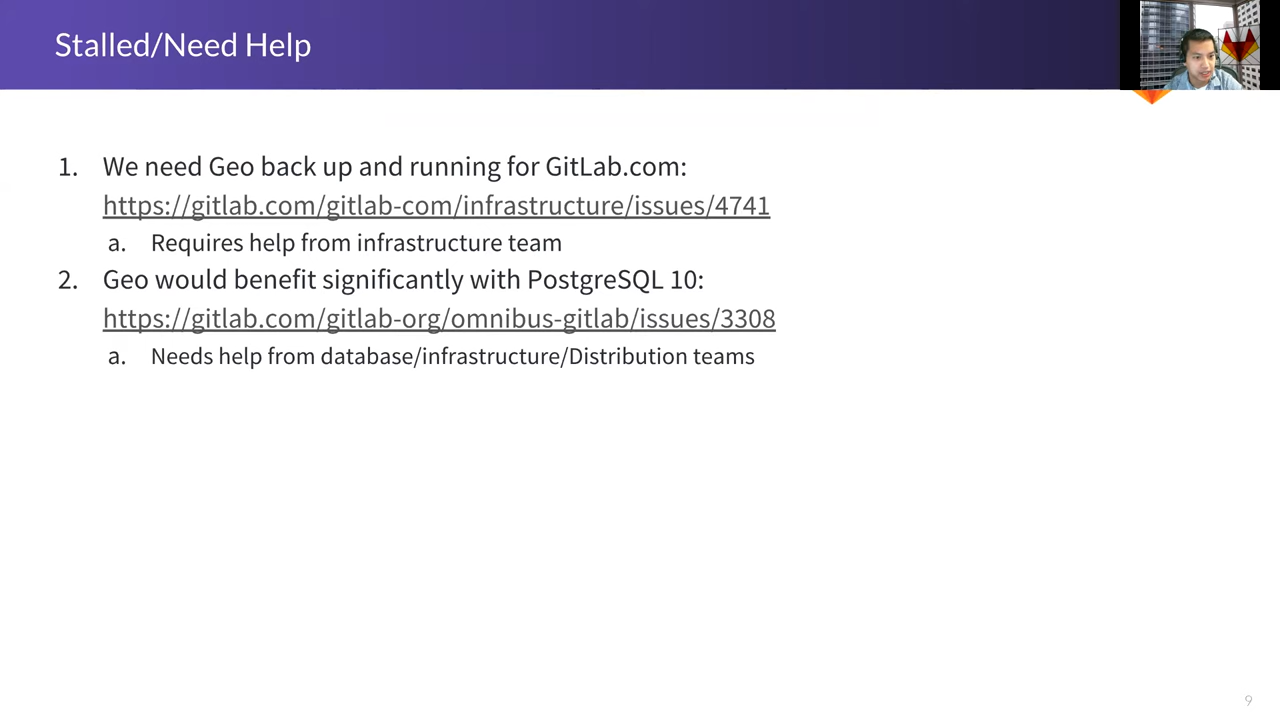 Stalled/Need Help
1. We need Geo back up and running for GitLab.com:
https://gitlab.com/gitlab-com/infrastructure/issues/4741
a. Requires help from infrastructure team
2. Geo would benefit significantly with PostgreSQL 10:
https://gitlab.com/gitlab-org/omnibus-gitlab/issues/3308
a. Needs help from database/infrastructure/Distribution teams
9